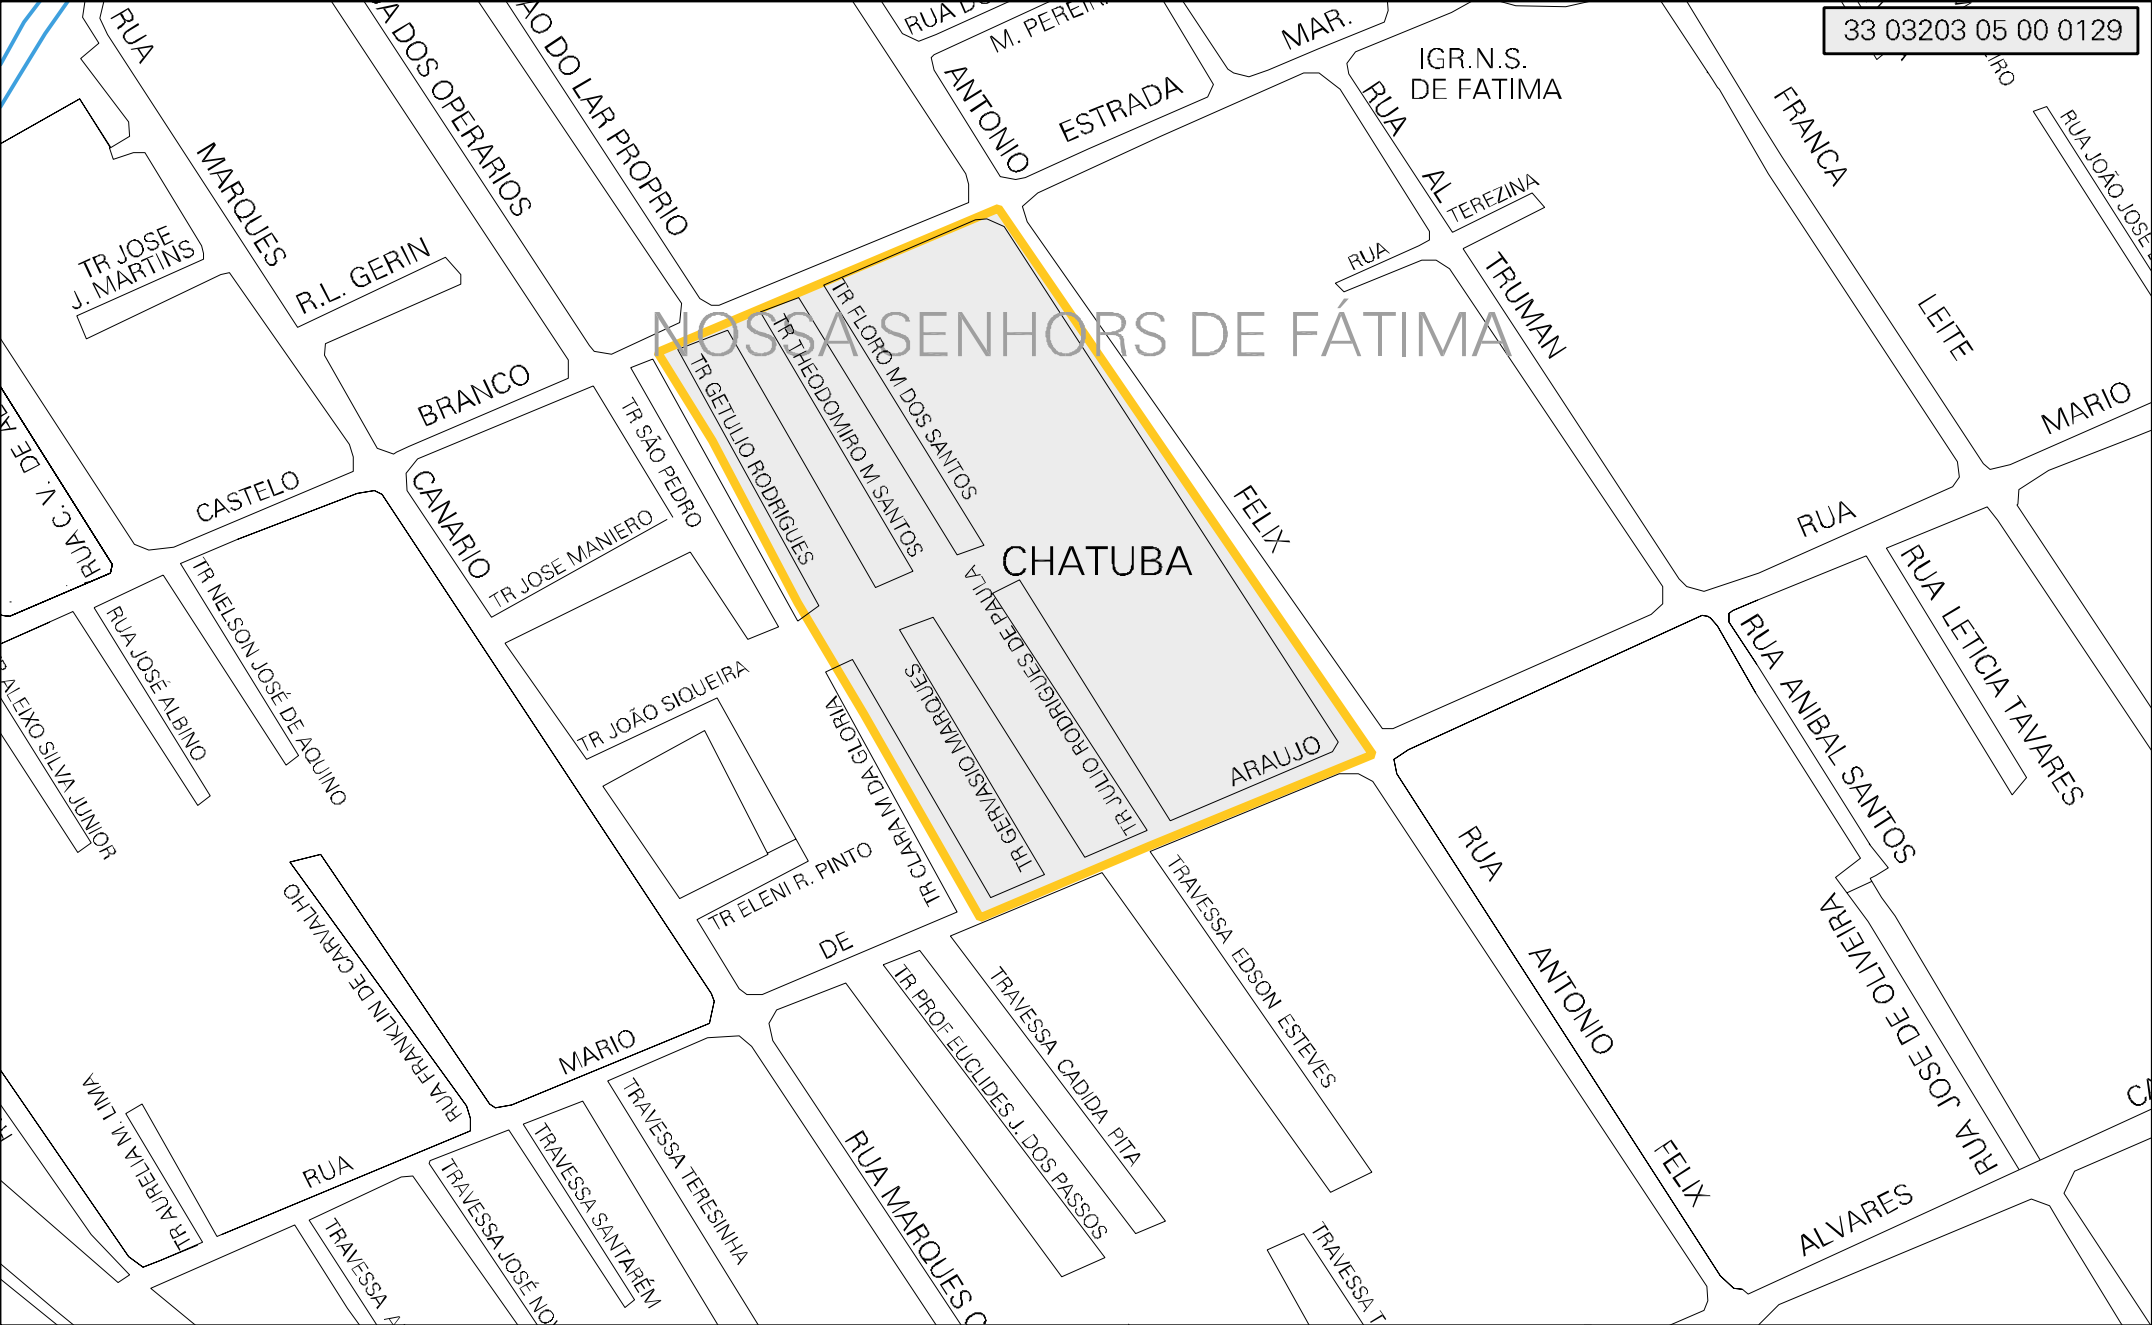 33 03203 05 00 0129
RUA
MARQUES
DOS OPERARIOS
DO LAR PROPRIO
RUA
M. PEREIRA
ANTONIO
ESTRADA
MAR.
IGR.N.S.
DE FATIMA
RUA
AL
TEREZINA
RUA
TRUMAN
FRANCA
LEITE
RUA JOÃO JOSE
MARIO
RUA
TR JOSE
J. MARTINS
R.L. GERIN
BRANCO
CASTELO
CANARIO
RUA C. V. DE
NOSSA SENHORS DE FÁTIMA
TR FLORO M DOS SANTOS
TR THEODOMIRO M SANTOS
TR GETULIO RODRIGUES
TR SÃO PEDRO
TR JOSE MANIERO
FELIX
CHATUBA
TR JULIO RODRIGUES DE PAULA
TR GERVASIO MARQUES
TR CLARA M DA GLORIA
ARAUJO
TR JOÃO SIQUEIRA
TR ELENI R. PINTO
DE
MARIO
RUA
TR NELSON JOSÉ DE AQUINO
RUA JOSÉ ALBINO
ALEIXO SILVA JUNIOR
RUA FRANKLIN DE CARVALHO
TR AURELIA M. LIMA
RUA LETICIA TAVARES
RUA ANIBAL SANTOS
RUA JOSE DE OLIVEIRA
RUA
ANTONIO
FELIX
ALVARES
TRAVESSA EDSON ESTEVES
TRAVESSA CADIDA PITA
TR PROF EUCLIDES J. DOS PASSOS
RUA MARQUES
TRAVESSA TERESINHA
TRAVESSA SANTARÉM
TRAVESSA JOSÉ
TRAVESSA
TRAVESSA T